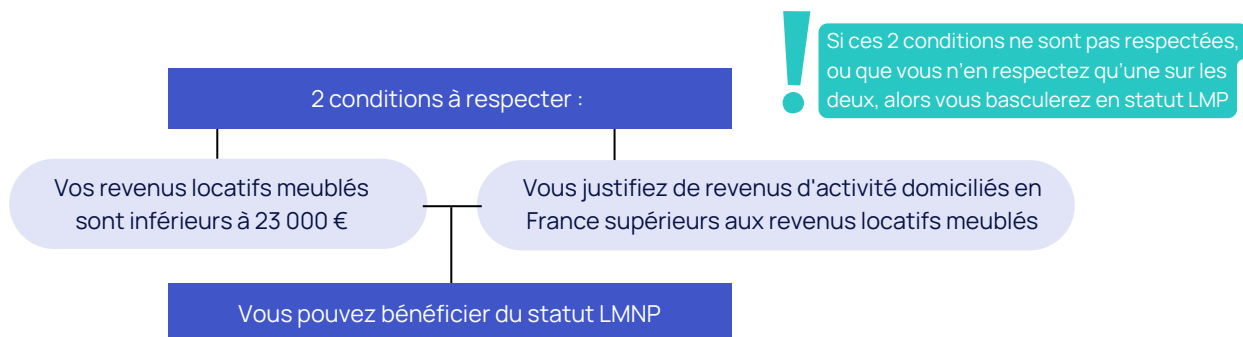 2 conditions à respecter :
!
Si ces 2 conditions ne sont pas respectées,
ou que vous n'en respectez qu'une sur les
deux, alors vous basculerez en statut LMP
Vos revenus locatifs meublés
sont inférieurs à 23 000 €
Vous justifiez de revenus d'activité domiciliés en
France supérieurs aux revenus locatifs meublés
Vous pouvez bénéficier du statut LMNP